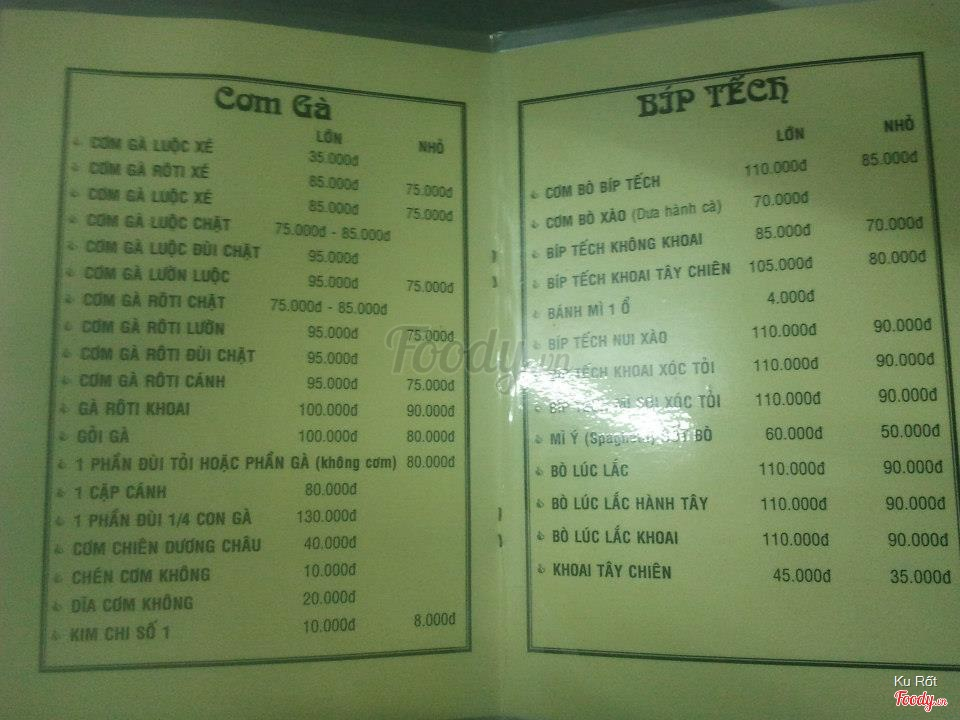 Cơm Gà
LỚN NHỎ
CƠM GÀ LUỘC XÉ 35.000đ
CƠM GÀ RÔTI XÉ 85.000đ 75.000đ
CƠM GÀ LUỘC XÉ 85.000đ 75.000đ
CƠM GÀ LUỘC CHẶT 75.000đ - 85.000đ
CƠM GÀ LUỘC ĐÙI CHẶT 95.000đ
CƠM GÀ LƯỜN LUỘC 95.000đ 75.000đ
CƠM GÀ RÔTI CHẶT 75.000đ - 85.000đ
CƠM GÀ RÔTI LƯỜN 95.000đ 75.000đ
CƠM GÀ RÔTI ĐÙI CHẶT 95.000đ
CƠM GÀ RÔTI CÁNH 95.000đ 75.000đ
GÀ RÔTI KHOAI 100.000đ 90.000đ
GỎI GÀ 100.000đ 80.000đ
1 PHẦN ĐÙI TỎI HOẶC PHẦN GÀ (không cơm) 80.000đ
1 CẶP CÁNH 80.000đ
1 PHẦN ĐÙI 1/4 CON GÀ 130.000đ
CƠM CHIÊN DƯƠNG CHÂU 40.000đ
CHÉN CƠM KHÔNG 10.000đ
DĨA CƠM KHÔNG 20.000đ
KIM CHI SỐ 1 10.000đ 8.000đ
BÍP TẾCH
LỚN NHỎ
CƠM BÒ BÍP TẾCH 110.000đ 85.000đ
CƠM BÒ XÀO (Dưa hành cà) 70.000đ
BÍP TẾCH KHÔNG KHOAI 85.000đ 70.000đ
BÍP TẾCH KHOAI TÂY CHIÊN 105.000đ 80.000đ
BÁNH MÌ 1 Ổ 4.000đ
BÍP TẾCH NUI XÀO 110.000đ 90.000đ
BÍP TẾCH KHOAI XÓC TỎI 110.000đ 90.000đ
BÍP TẾCH MÌ SỢI XÓC TỎI 110.000đ 90.000đ
MÌ Ý (Spaghetti) SỐT BÒ 60.000đ 50.000đ
BÒ LÚC LẮC 110.000đ 90.000đ
BÒ LÚC LẮC HÀNH TÂY 110.000đ 90.000đ
BÒ LÚC LẮC KHOAI 110.000đ 90.000đ
KHOAI TÂY CHIÊN 45.000đ 35.000đ
Foody.vn
Ku Rốt
Foody.vn